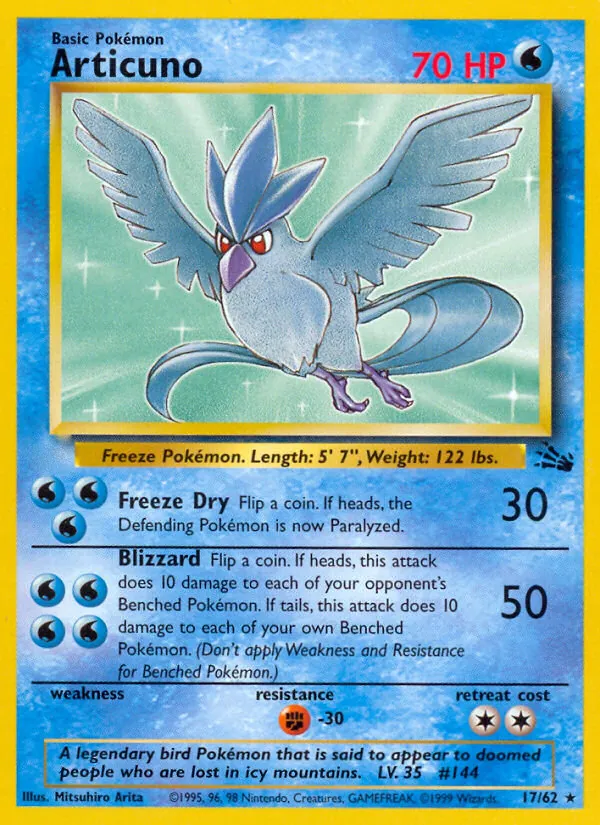 Basic Pokémon
Articuno
70 HP
Freeze Pokémon. Length: 5' 7", Weight: 122 lbs.
Freeze Dry Flip a coin. If heads, the
Defending Pokémon is now Paralyzed.
30
Blizzard Flip a coin. If heads, this attack
does 10 damage to each of your opponent's
Benched Pokémon. If tails, this attack does 10
damage to each of your own Benched
Pokémon. (Don't apply Weakness and Resistance
for Benched Pokémon.)
50
weakness resistance retreat cost
-30
A legendary bird Pokémon that is said to appear to doomed
people who are lost in icy mountains. LV. 35 #144
Illus. Mitsuhiro Arita ©1995, 96, 98 Nintendo, Creatures, GAMEFREAK. ©1999 Wizards. 17/62 ★